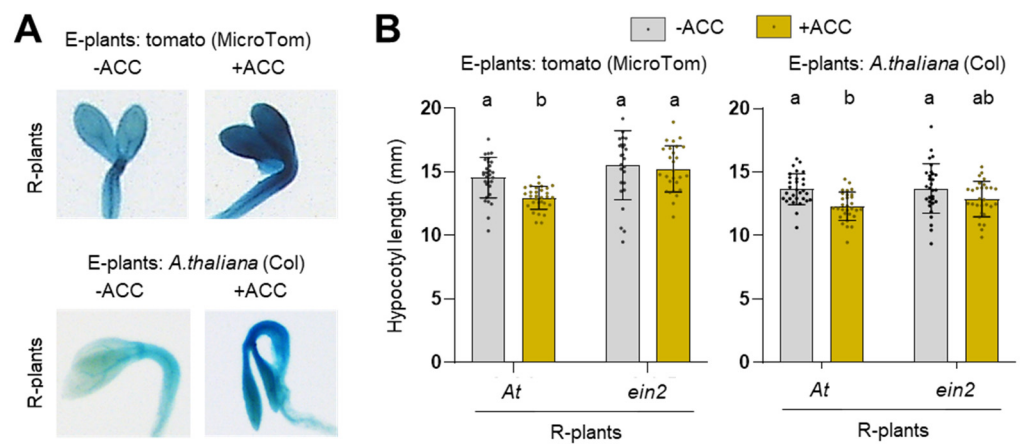 A
E-plants: tomato (MicroTom)
-ACC +ACC
R-plants
E-plants: A.thaliana (Col)
-ACC +ACC
R-plants
B
-ACC +ACC
E-plants: tomato (MicroTom)
E-plants: A.thaliana (Col)
Hypocotyl length (mm)
20
15
10
5
0
a b a a
At ein2
R-plants
20
15
10
5
0
a b a ab
At ein2
R-plants